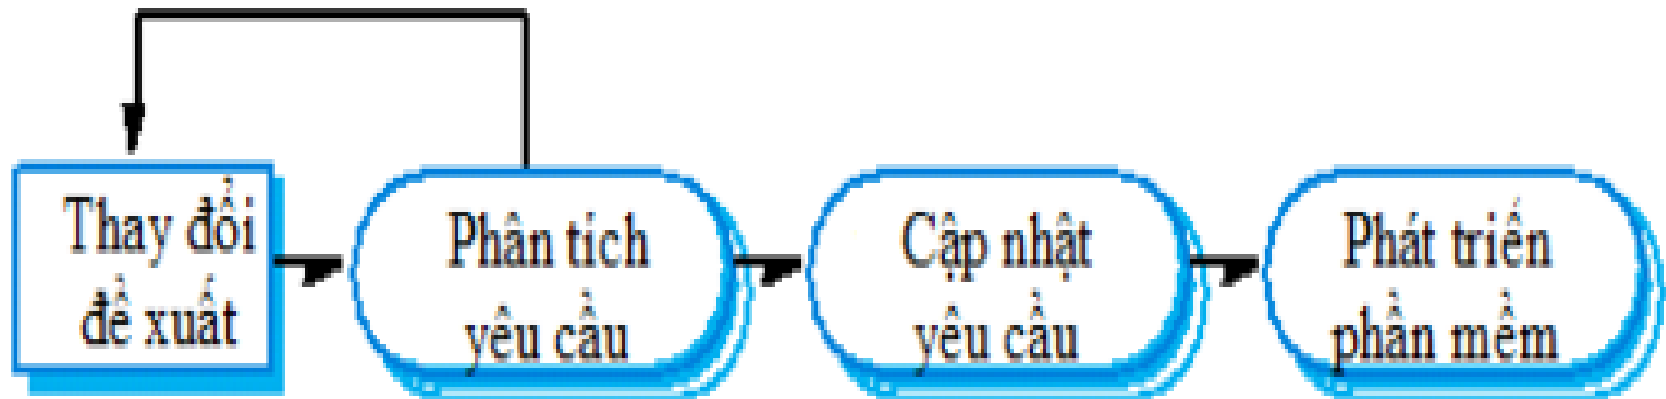 Thay đổi
đề xuất
Phân tích
yêu cầu
Cập nhật
yêu cầu
Phát triển
phần mềm